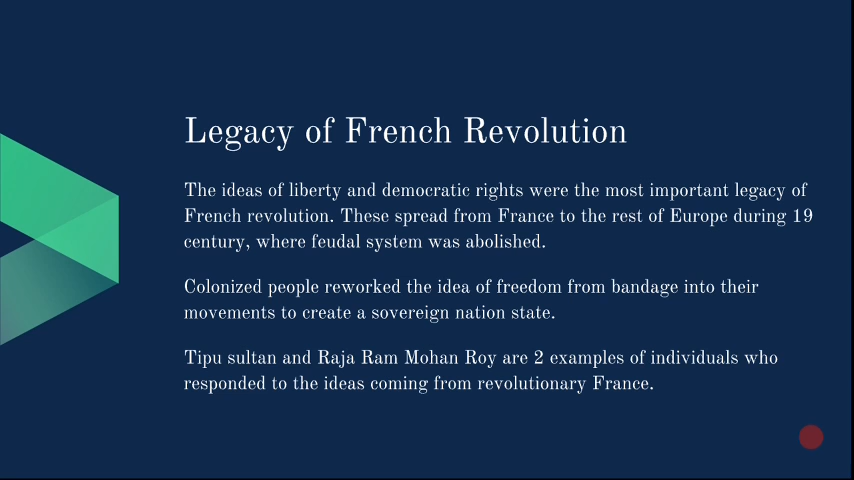 Legacy of French Revolution
The ideas of liberty and democratic rights were the most important legacy of
French revolution. These spread from France to the rest of Europe during 19
century, where feudal system was abolished.
Colonized people reworked the idea of freedom from bandage into their
movements to create a sovereign nation state.
Tipu sultan and Raja Ram Mohan Roy are 2 examples of individuals who
responded to the ideas coming from revolutionary France.